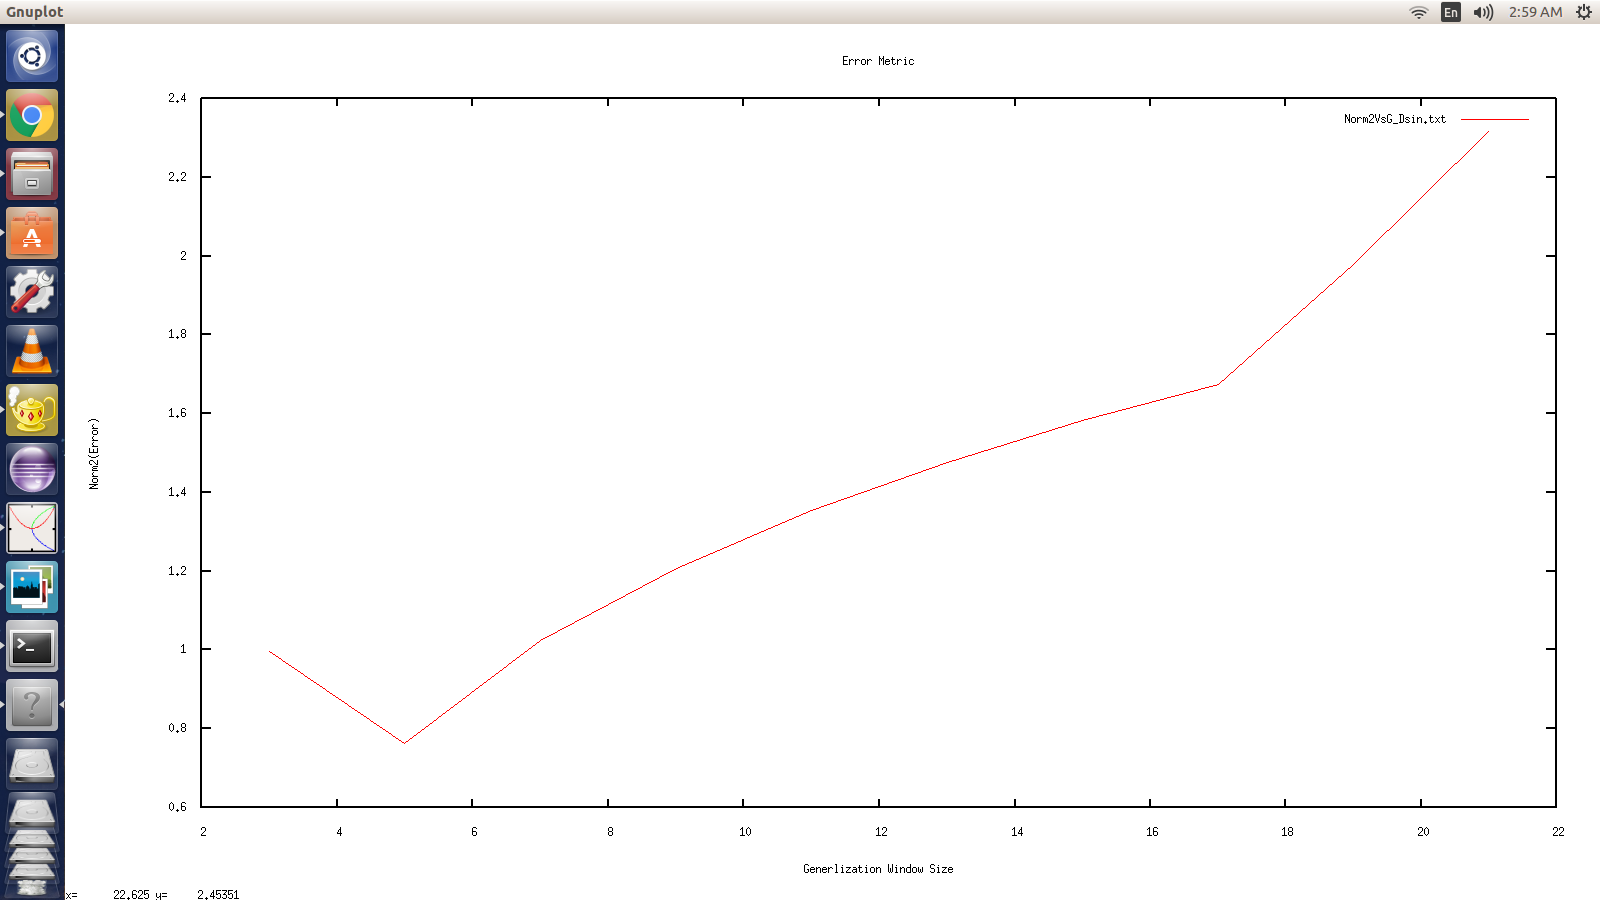 Gnuplot
En
2:59 AM
Error Metric
Norm2VsG_Dsin.txt
2.4
2.2
2
1.8
1.6
1.4
1.2
1
0.8
0.6
Norm2(Error)
2 4 6 8 10 12 14 16 18 20 22
Generlization Window Size
x= 22.625 y= 2.45351